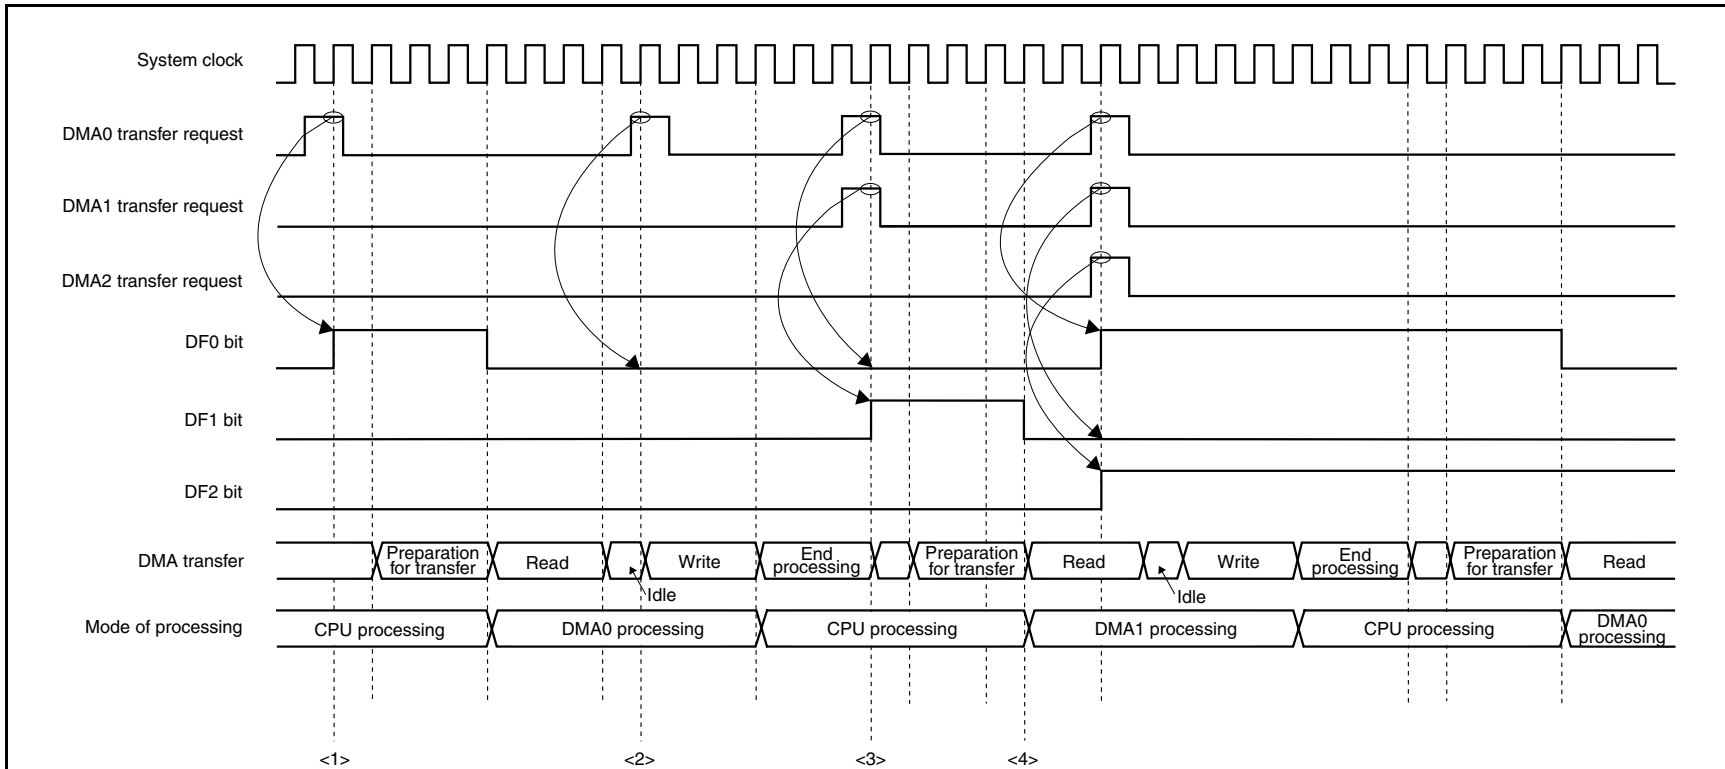 System clock
DMA0 transfer request
DMA1 transfer request
DMA2 transfer request
DF0 bit
DF1 bit
DF2 bit
DMA transfer
Preparation
for transfer
Read
Idle
Write
End
processing
Preparation
for transfer
Read
Idle
Write
End
processing
Preparation
for transfer
Read
Mode of processing
CPU processing
DMA0 processing
CPU processing
DMA1 processing
CPU processing
DMA0
processing
<1>
<2>
<3>
<4>